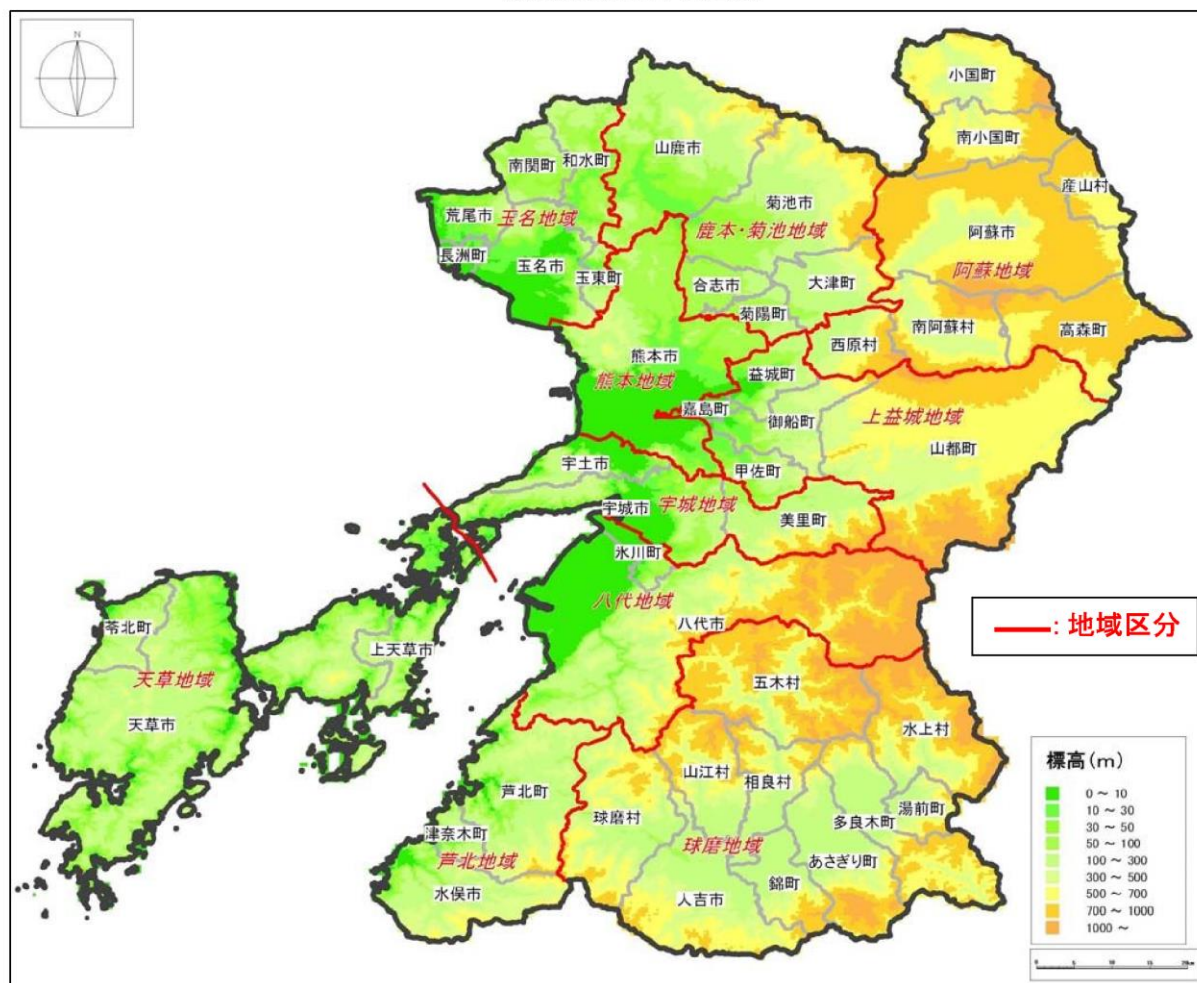 N
小国町
南小国町
産山村
山鹿市
和水町
南関町
菊池市
荒尾市
玉名地域
鹿本・菊池地域
阿蘇市
長洲町
玉名市
玉東町
合志市
大津町
阿蘇地域
菊陽町
南阿蘇村
高森町
熊本市
西原村
熊本地域
益城町
嘉島町
御船町
上益城地域
山都町
宇土市
甲佐町
宇城市
宇城地域
美里町
氷川町
八代地域
八代市
苓北町
上天草市
天草地域
天草市
五木村
水上村
山江村
相良村
芦北町
球磨村
湯前町
多良木町
津奈木町
芦北地域
球磨地域
あさぎり町
水俣市
錦町
人吉市
: 地域区分
標高(m)
0 ~ 10
10 ~ 30
30 ~ 50
50 ~ 100
100 ~ 300
300 ~ 500
500 ~ 700
700 ~ 1000
1000 ~
0 5 10 15 20km